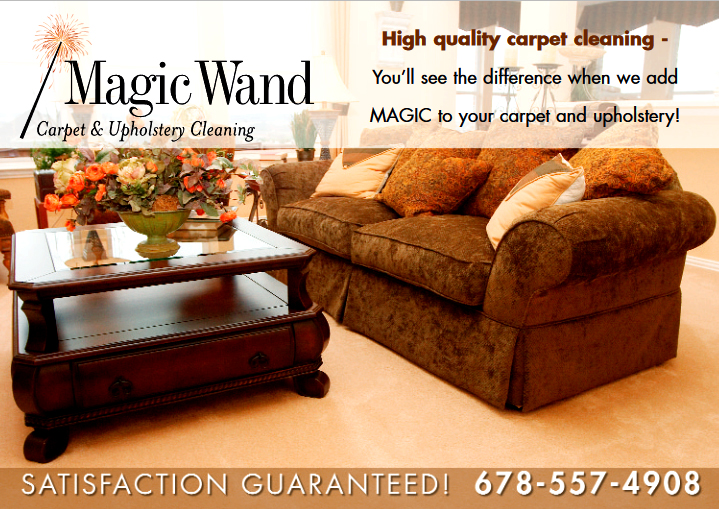 Magic Wand
Carpet & Upholstery Cleaning
High quality carpet cleaning -
You'll see the difference when we add
MAGIC to your carpet and upholstery!
SATISFACTION GUARANTEED! 678-557-4908